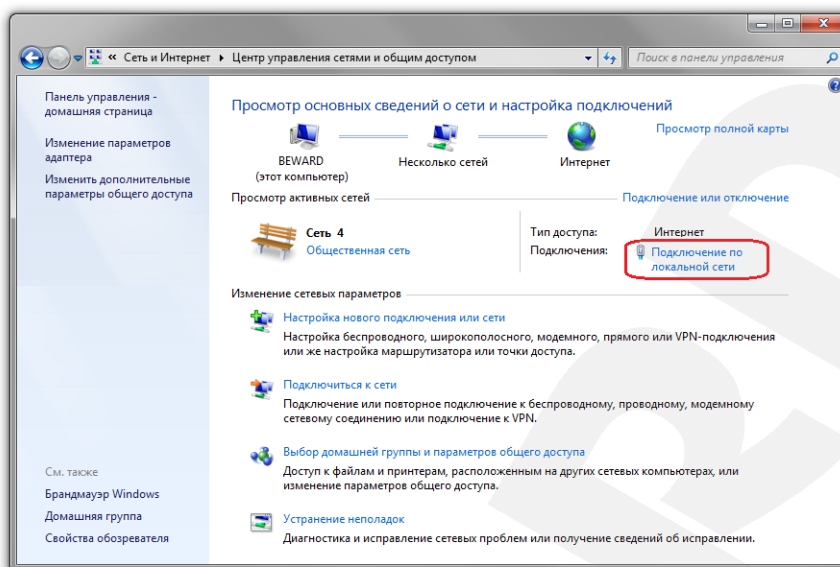 « Сеть и Интернет ▸ Центр управления сетями и общим доступом
Поиск в панели управления
Панель управления -
домашняя страница
Изменение параметров
адаптера
Изменить дополнительные
параметры общего доступа
Просмотр основных сведений о сети и настройка подключений
Просмотр полной карты
BEWARD
(этот компьютер)
Несколько сетей
Интернет
Просмотр активных сетей
Подключение или отключение
Сеть 4
Общественная сеть
Тип доступа: Интернет
Подключения: Подключение по
локальной сети
Изменение сетевых параметров
Настройка нового подключения или сети
Настройка беспроводного, широкополосного, модемного, прямого или VPN-подключения
или же настройка маршрутизатора или точки доступа.
Подключиться к сети
Подключение или повторное подключение к беспроводному, проводному, модемному
сетевому соединению или подключение к VPN.
Выбор домашней группы и параметров общего доступа
Доступ к файлам и принтерам, расположенным на других сетевых компьютерах, или
изменение параметров общего доступа.
Устранение неполадок
Диагностика и исправление сетевых проблем или получение сведений об исправлении.
См. также
Брандмауэр Windows
Домашняя группа
Свойства обозревателя